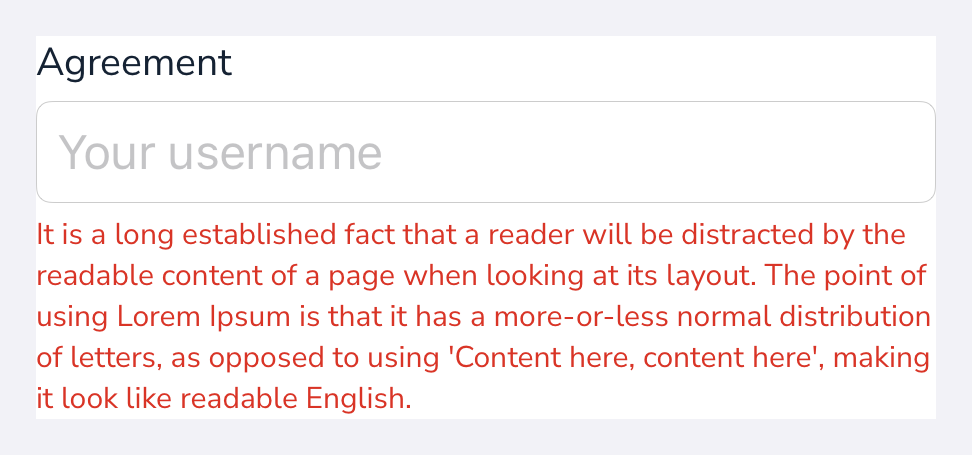 Agreement
Your username
It is a long established fact that a reader will be distracted by the
readable content of a page when looking at its layout. The point of
using Lorem Ipsum is that it has a more-or-less normal distribution
of letters, as opposed to using 'Content here, content here', making
it look like readable English.